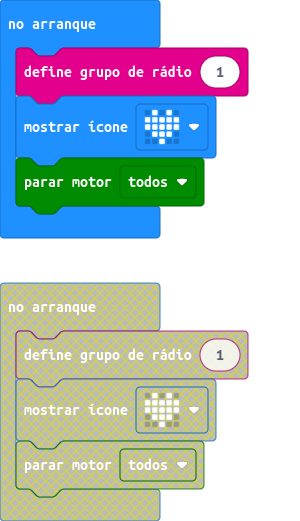 no arranque
define grupo de rádio 1
mostrar ícone
parar motor todos
no arranque
define grupo de rádio 1
mostrar ícone
parar motor todos